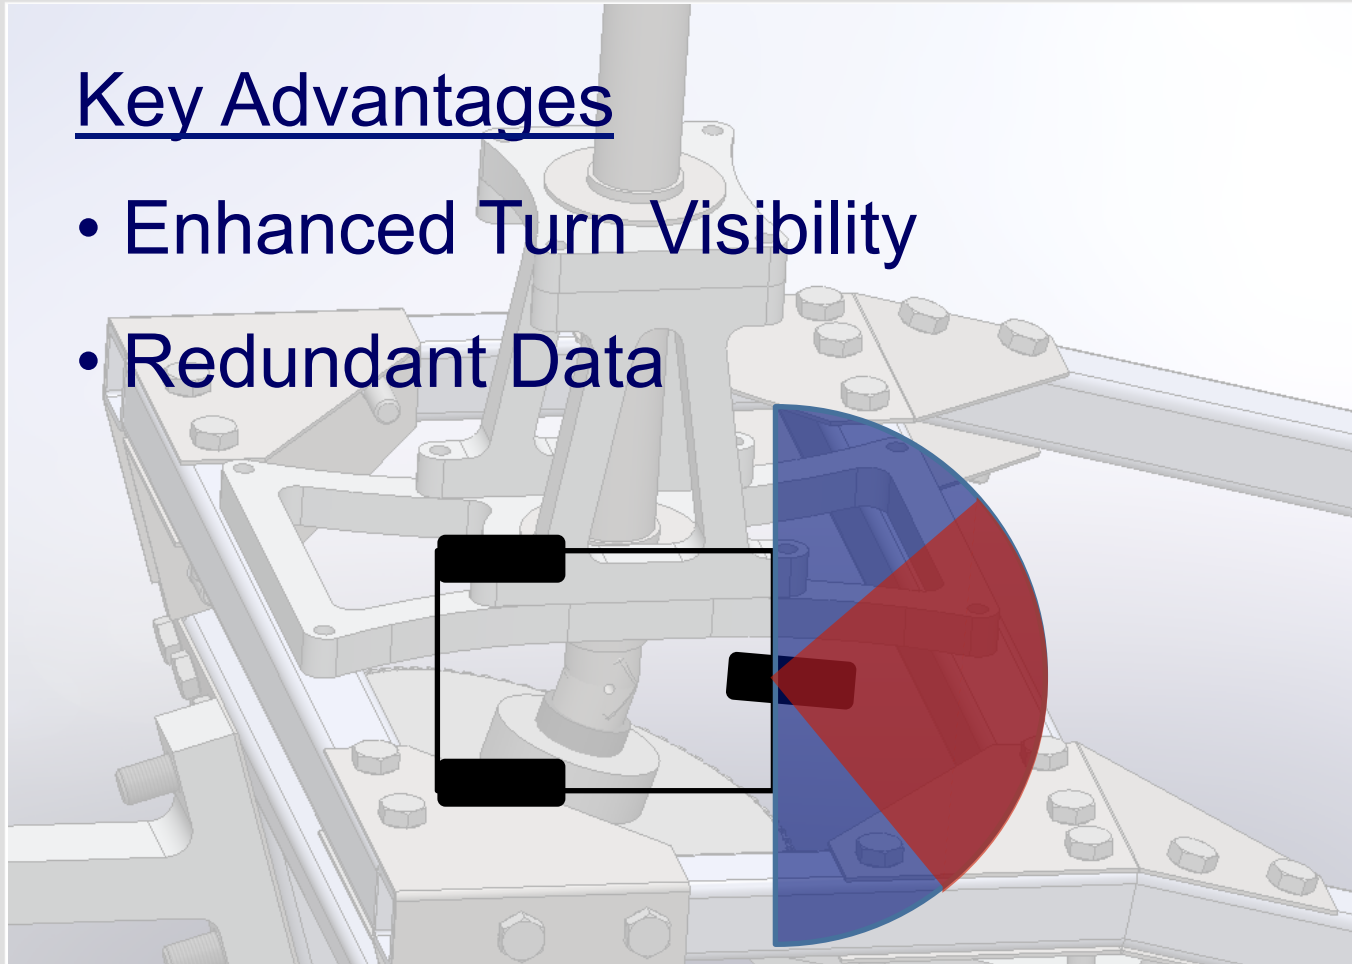 Key Advantages
• Enhanced Turn Visibility
• Redundant Data